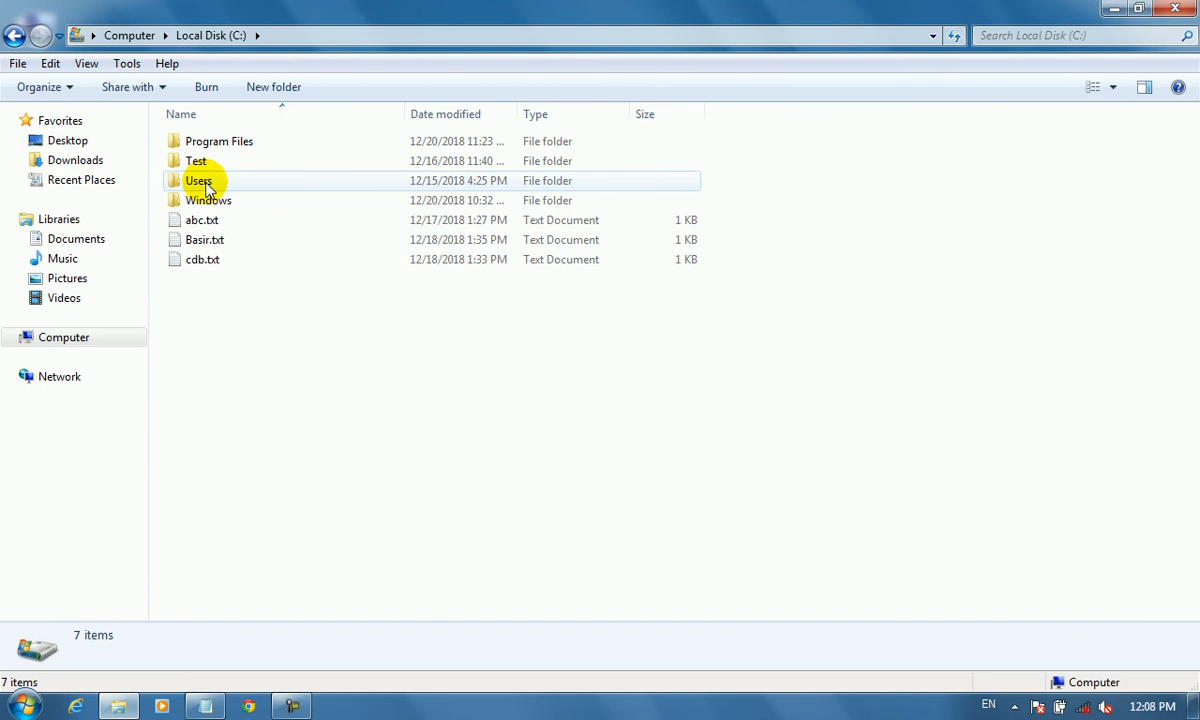 Computer Local Disk (C:) Search Local Disk (C:)
File Edit View Tools Help
Organize Share with Burn New folder
Name Date modified Type Size
Favorites
Desktop
Downloads
Recent Places
Libraries
Documents
Music
Pictures
Videos
Computer
Network
Program Files 12/20/2018 11:23 ... File folder
Test 12/16/2018 11:40 ... File folder
Users 12/15/2018 4:25 PM File folder
Windows 12/20/2018 10:32 ... File folder
abc.txt 12/17/2018 1:27 PM Text Document 1 KB
Basir.txt 12/18/2018 1:35 PM Text Document 1 KB
cdb.txt 12/18/2018 1:33 PM Text Document 1 KB
7 items
7 items Computer
EN 12:08 PM